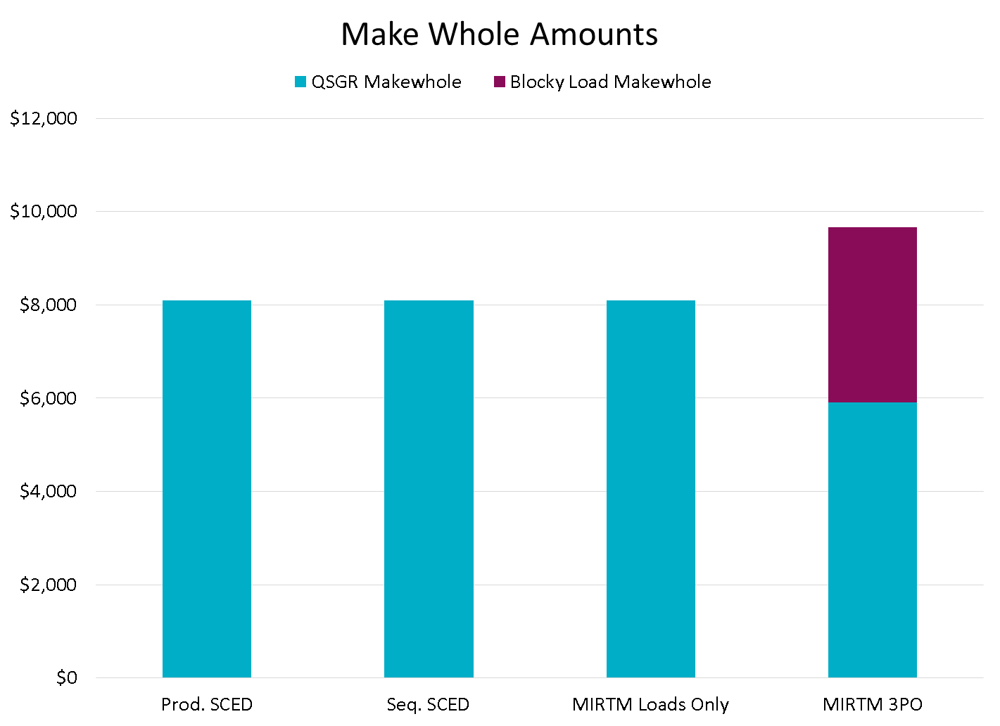 Make Whole Amounts
QSGR Makewhole Blocky Load Makewhole
$12,000
$10,000
$8,000
$6,000
$4,000
$2,000
$0
Prod. SCED Seq. SCED MIRTM Loads Only MIRTM 3PO